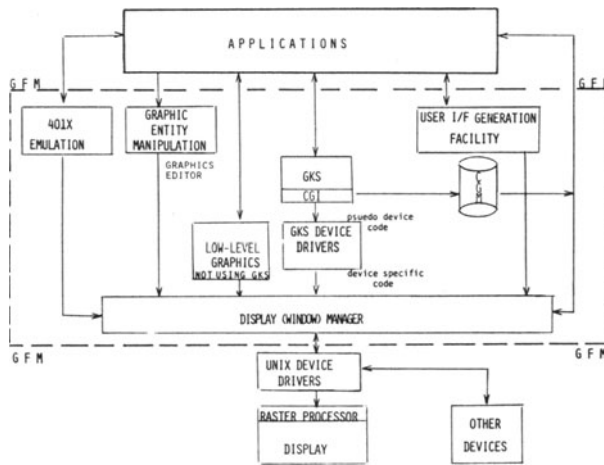 APPLICATIONS
G F M
G F M
401X
EMULATION
GRAPHIC
ENTITY
MANIPULATION
GRAPHICS
EDITOR
USER I/F GENERATION
FACILITY
GKS
CGI
psuedo device
code
LOW-LEVEL
GRAPHICS
NOT USING GKS
GKS DEVICE
DRIVERS
device specific
code
DISPLAY (WINDOW) MANAGER
G F M
G F M
UNIX DEVICE
DRIVERS
RASTER PROCESSOR
DISPLAY
OTHER
DEVICES